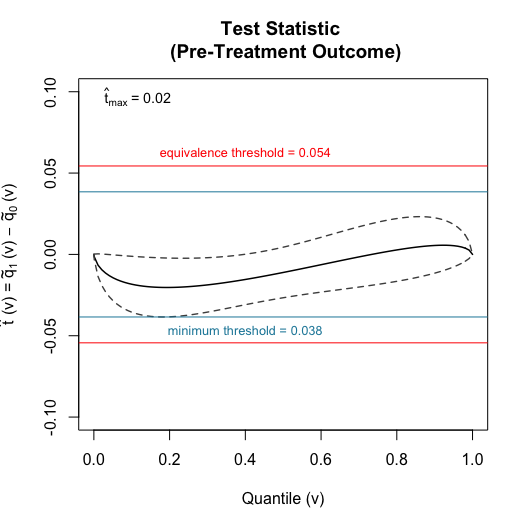 Test Statistic
(Pre-Treatment Outcome)
t̂max = 0.02
equivalence threshold = 0.054
minimum threshold = 0.038
0.10
0.05
0.00
-0.05
-0.10
t̂ (v) = q̃1 (v) − q̃0 (v)
0.0 0.2 0.4 0.6 0.8 1.0
Quantile (v)